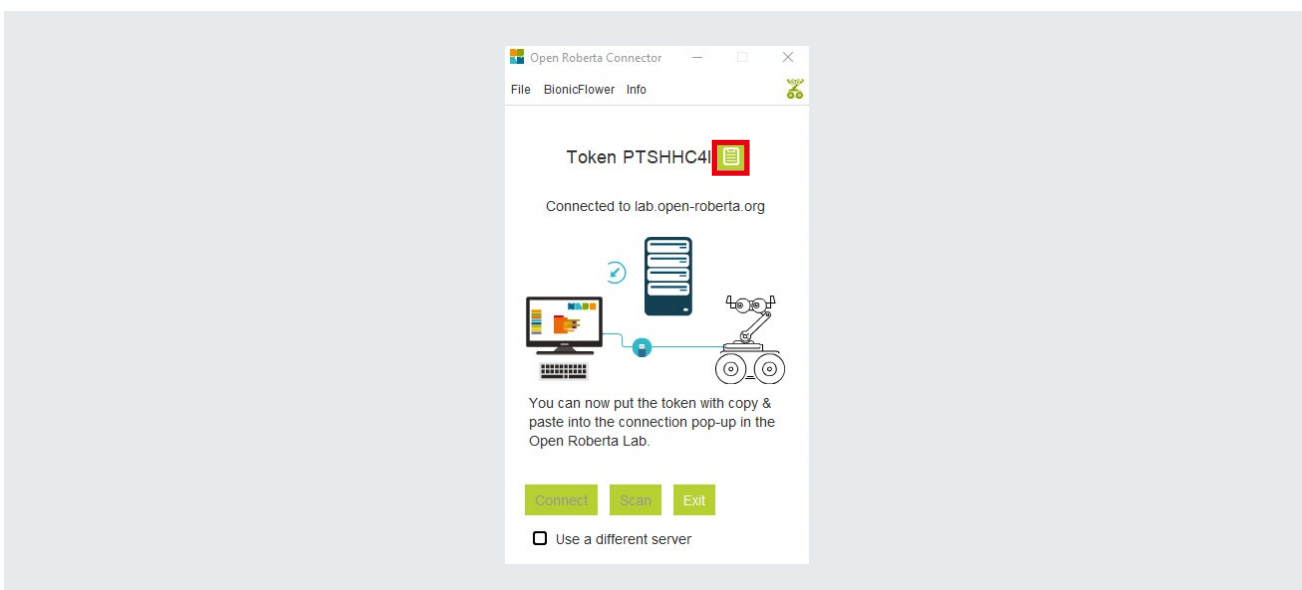 Open Roberta Connector
File BionicFlower Info
Token PTSHHC4I
Connected to lab.open-roberta.org
You can now put the token with copy &
paste into the connection pop-up in the
Open Roberta Lab.
Connect Scan Exit
Use a different server